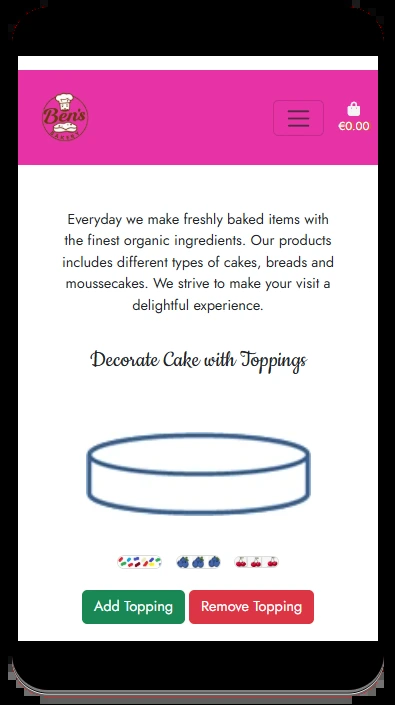 Ben's
BAKERY
€0.00
Everyday we make freshly baked items with
the finest organic ingredients. Our products
includes different types of cakes, breads and
moussecakes. We strive to make your visit a
delightful experience.
Decorate Cake with Toppings
Add Topping
Remove Topping